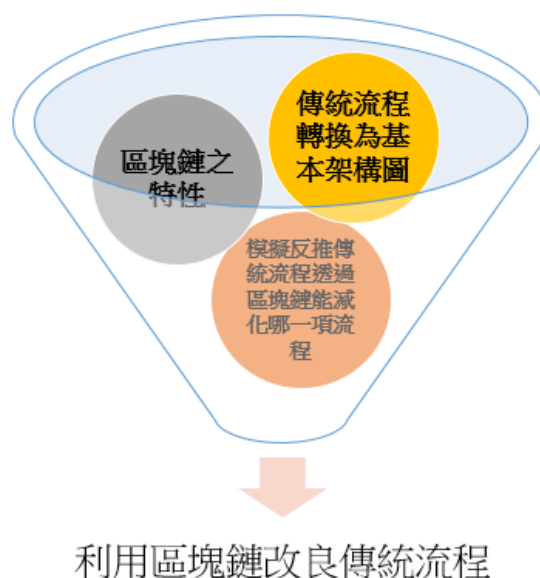 傳統流程
轉換為基
本架構圖
區塊鏈之
特性
模擬反推傳
統流程透過
區塊鏈能減
化哪一項流
程
利用區塊鏈改良傳統流程